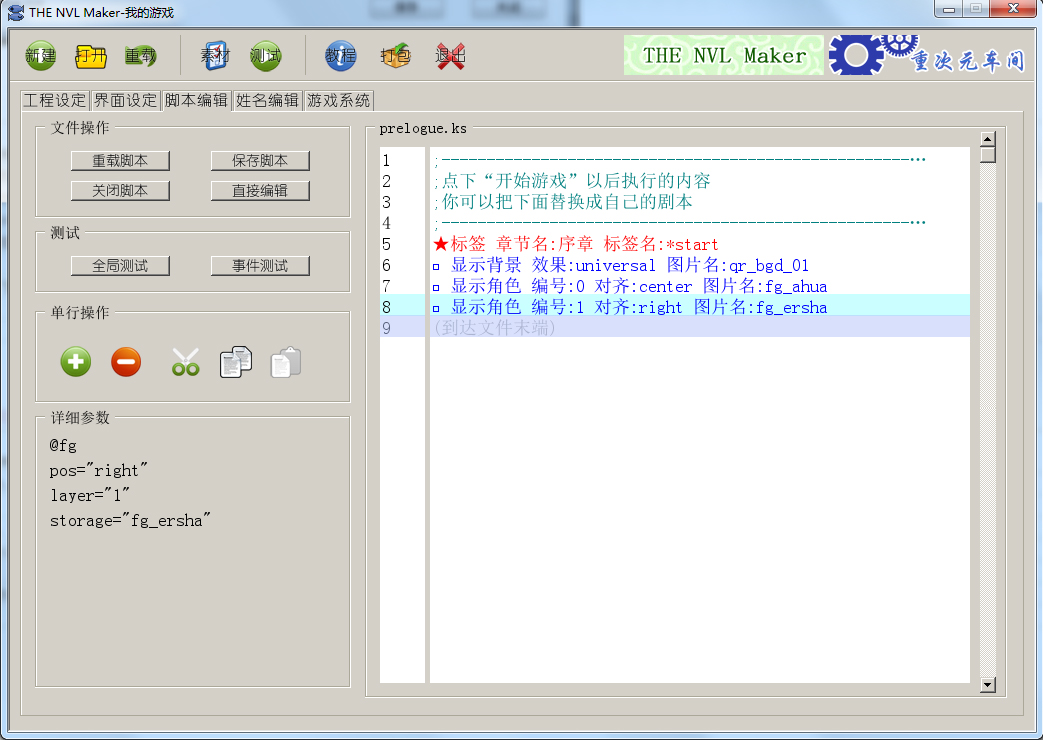 THE NVL Maker-我的游戏
新建 打开 重载 素材 测试 教程 打包 退出
THE NVL Maker 重次元车间
工程设定 界面设定 脚本编辑 姓名编辑 游戏系统
文件操作
重载脚本 保存脚本
关闭脚本 直接编辑
测试
全局测试 事件测试
单行操作
详细参数
@fg
pos="right"
layer="1"
storage="fg_ersha"
prelogue.ks
1 ;----------------------------------------------------…
2 ;点下“开始游戏”以后执行的内容
3 ;你可以把下面替换成自己的剧本
4 ;----------------------------------------------------…
5 ★标签 章节名:序章 标签名:*start
6 □ 显示背景 效果:universal 图片名:qr_bgd_01
7 □ 显示角色 编号:0 对齐:center 图片名:fg_ahua
8 □ 显示角色 编号:1 对齐:right 图片名:fg_ersha
9 (到达文件末端)